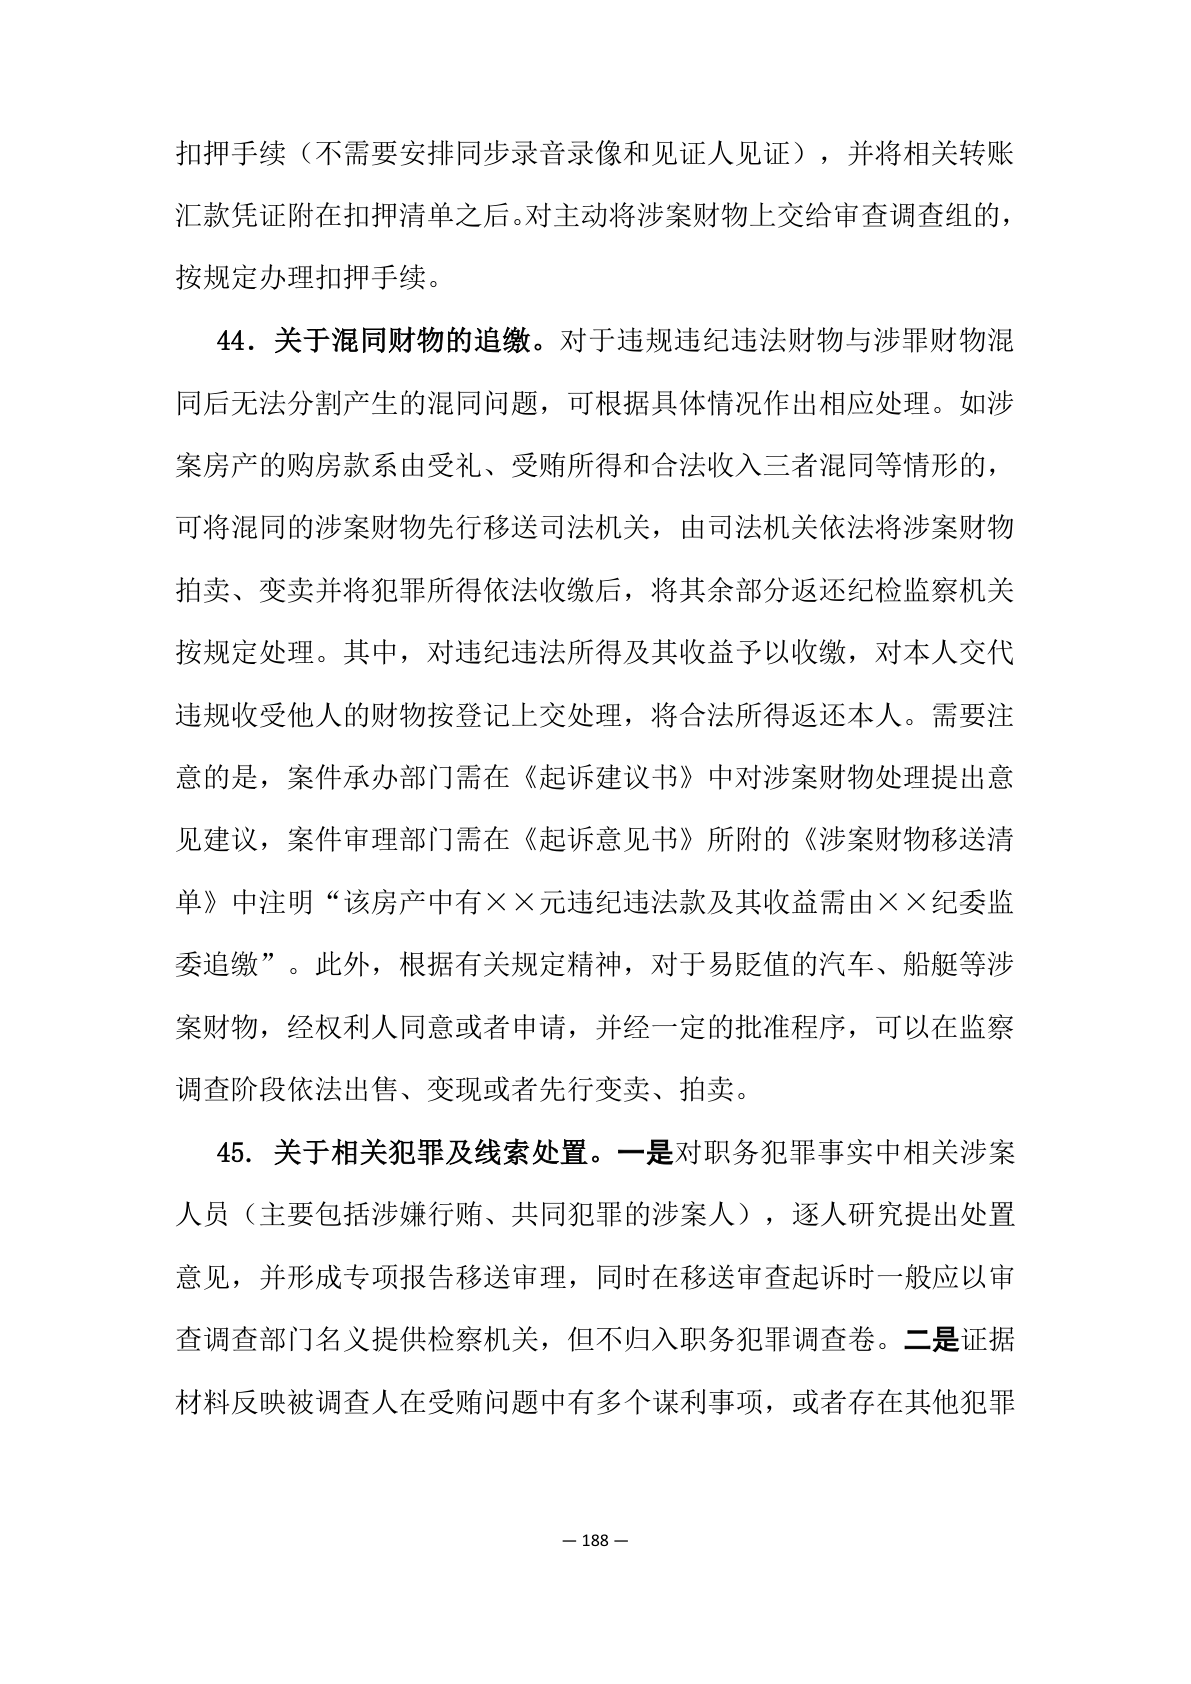 扣押手续（不需要安排同步录音录像和见证人见证），并将相关转账
汇款凭证附在扣押清单之后。对主动将涉案财物上交给审查调查组的，
按规定办理扣押手续。
44．关于混同财物的追缴。对于违规违纪违法财物与涉罪财物混
同后无法分割产生的混同问题，可根据具体情况作出相应处理。如涉
案房产的购房款系由受礼、受贿所得和合法收入三者混同等情形的，
可将混同的涉案财物先行移送司法机关，由司法机关依法将涉案财物
拍卖、变卖并将犯罪所得依法收缴后，将其余部分返还纪检监察机关
按规定处理。其中，对违纪违法所得及其收益予以收缴，对本人交代
违规收受他人的财物按登记上交处理，将合法所得返还本人。需要注
意的是，案件承办部门需在《起诉建议书》中对涉案财物处理提出意
见建议，案件审理部门需在《起诉意见书》所附的《涉案财物移送清
单》中注明“该房产中有××元违纪违法款及其收益需由××纪委监
委追缴”。此外，根据有关规定精神，对于易贬值的汽车、船艇等涉
案财物，经权利人同意或者申请，并经一定的批准程序，可以在监察
调查阶段依法出售、变现或者先行变卖、拍卖。
45．关于相关犯罪及线索处置。一是对职务犯罪事实中相关涉案
人员（主要包括涉嫌行贿、共同犯罪的涉案人），逐人研究提出处置
意见，并形成专项报告移送审理，同时在移送审查起诉时一般应以审
查调查部门名义提供检察机关，但不归入职务犯罪调查卷。二是证据
材料反映被调查人在受贿问题中有多个谋利事项，或者存在其他犯罪
— 188 —